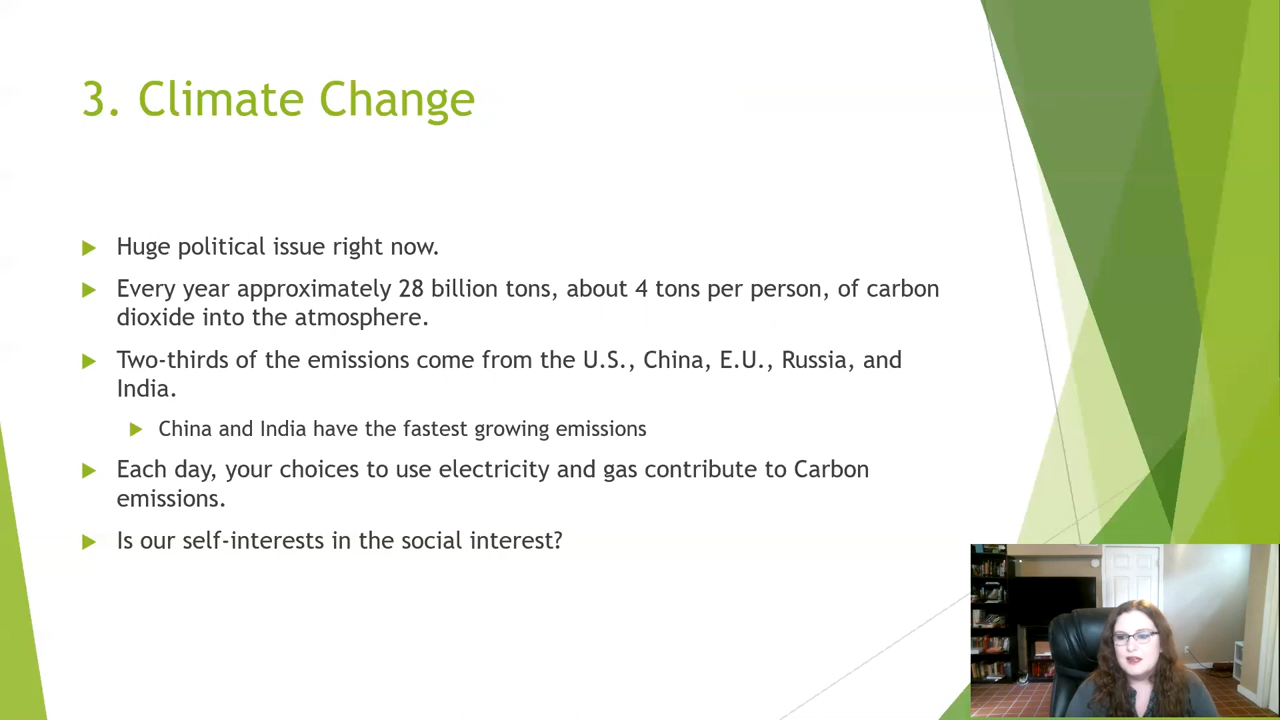 3. Climate Change
Huge political issue right now.
Every year approximately 28 billion tons, about 4 tons per person, of carbon
dioxide into the atmosphere.
Two-thirds of the emissions come from the U.S., China, E.U., Russia, and
India.
China and India have the fastest growing emissions
Each day, your choices to use electricity and gas contribute to Carbon
emissions.
Is our self-interests in the social interest?